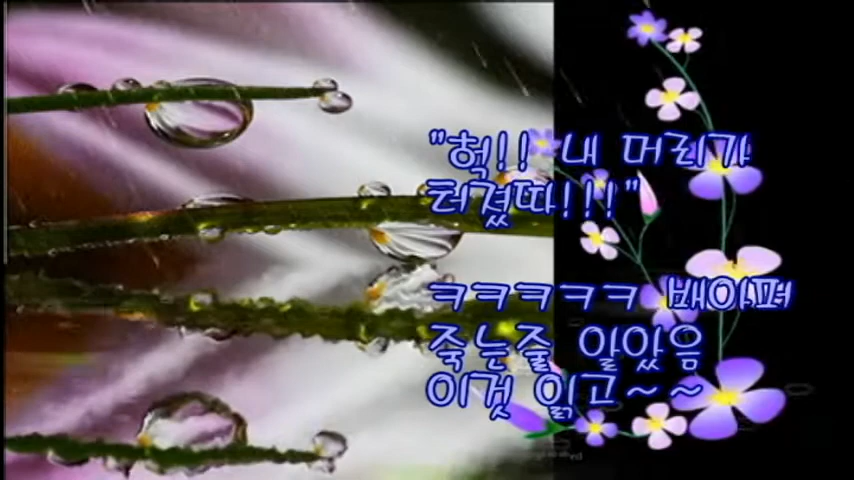 "헉!! 내 머리가
터졌따!!!"
ㅋㅋㅋㅋㅋ 배아퍼
죽는줄 알았음
이것 읽고~~